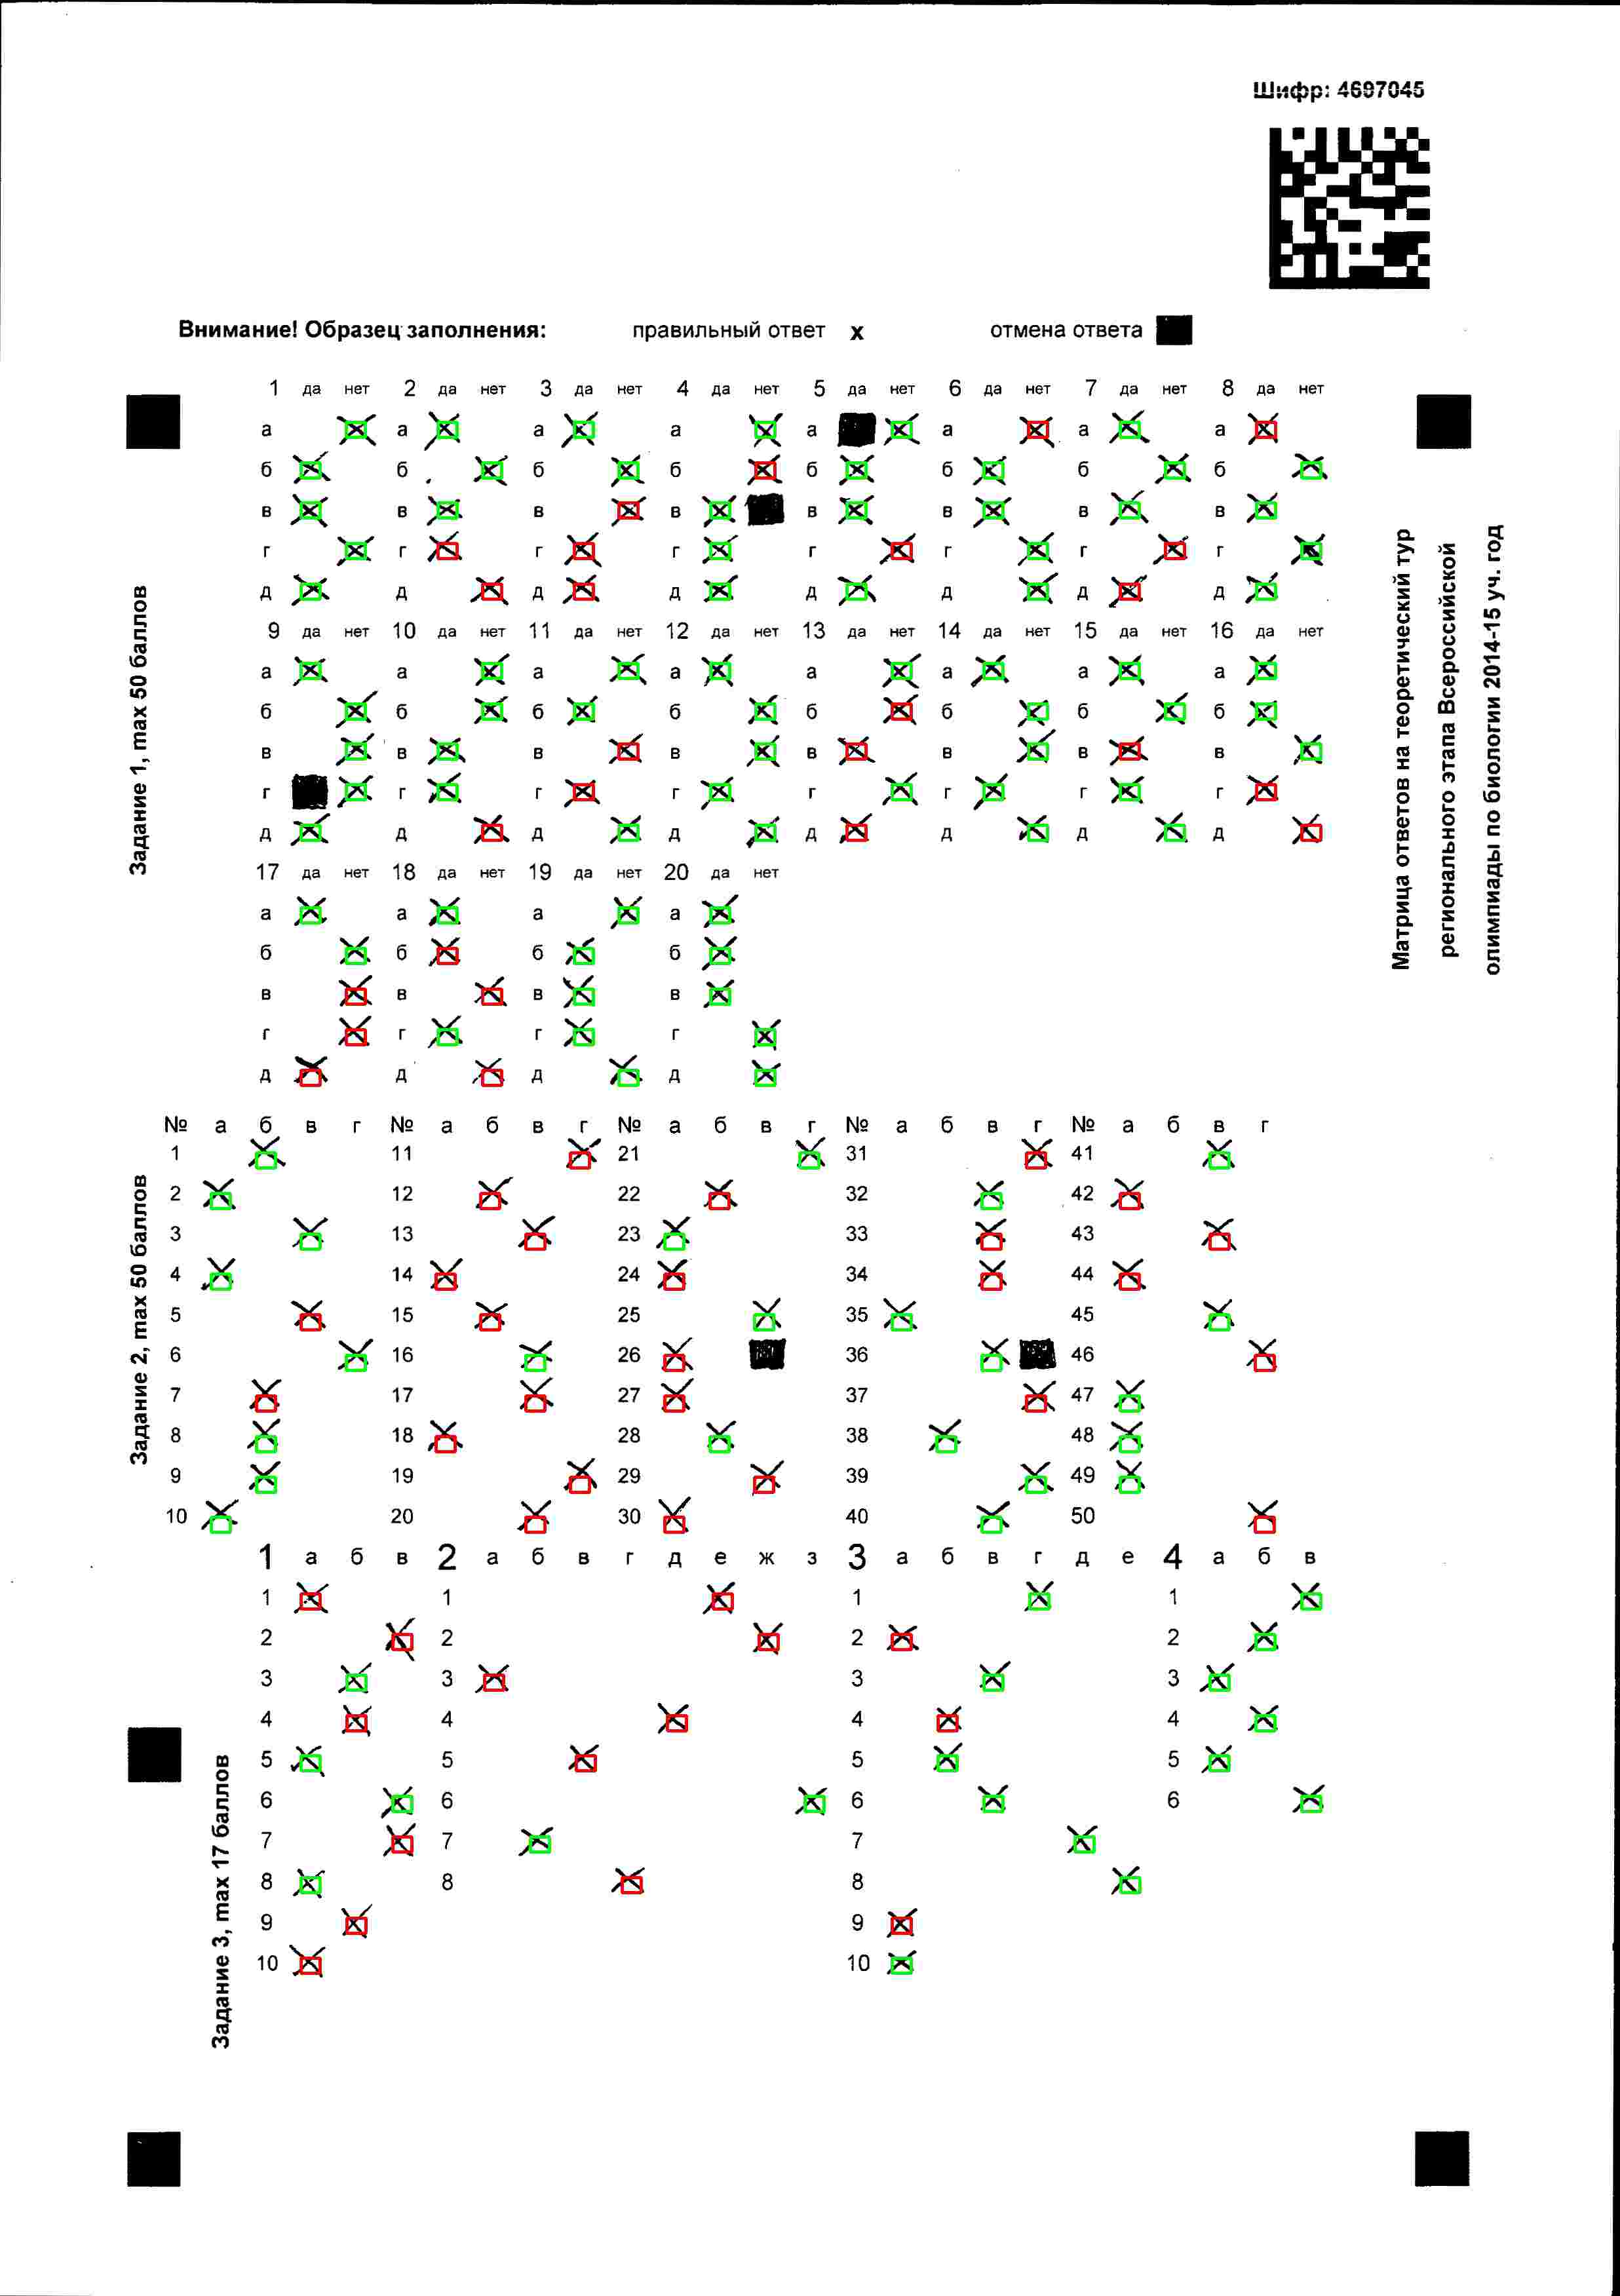 Шифр: 4697045
Внимание! Образец заполнения: правильный ответ х отмена ответа
1 да нет 2 да нет 3 да нет 4 да нет 5 да нет 6 да нет 7 да нет 8 да нет
а а а а а а а а
б б б б б б б б
в в в в в в в в
г г г г г г г г
д д д д д д д д
9 да нет 10 да нет 11 да нет 12 да нет 13 да нет 14 да нет 15 да нет 16 да нет
а а а а а а а а
б б б б б б б б
в в в в в в в в
г г г г г г г г
д д д д д д д д
17 да нет 18 да нет 19 да нет 20 да нет
а а а а
б б б б
в в в в
г г г г
д д д д
Задание 1, max 50 баллов
Матрица ответов на теоретический тур
регионального этапа Всероссийской
олимпиады по биологии 2014-15 уч. год
№ а б в г № а б в г № а б в г № а б в г № а б в г
1 11 21 31 41
2 12 22 32 42
3 13 23 33 43
4 14 24 34 44
5 15 25 35 45
6 16 26 36 46
7 17 27 37 47
8 18 28 38 48
9 19 29 39 49
10 20 30 40 50
Задание 2, max 50 баллов
1 а б в 2 а б в г д е ж з 3 а б в г д е 4 а б в
1 1 1 1
2 2 2 2
3 3 3 3
4 4 4 4
5 5 5 5
6 6 6 6
7 7 7
8 8 8
9 9
10 10
Задание 3, max 17 баллов